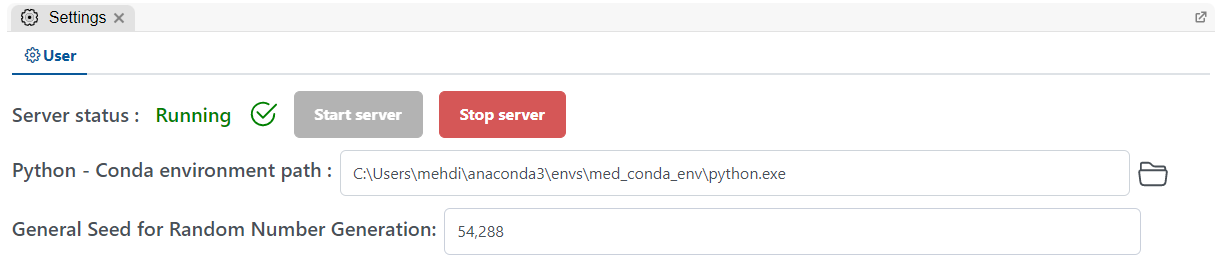 Settings
User
Server status : Running Start server Stop server
Python - Conda environment path : C:\Users\mehdi\anaconda3\envs\med_conda_env\python.exe
General Seed for Random Number Generation: 54,288